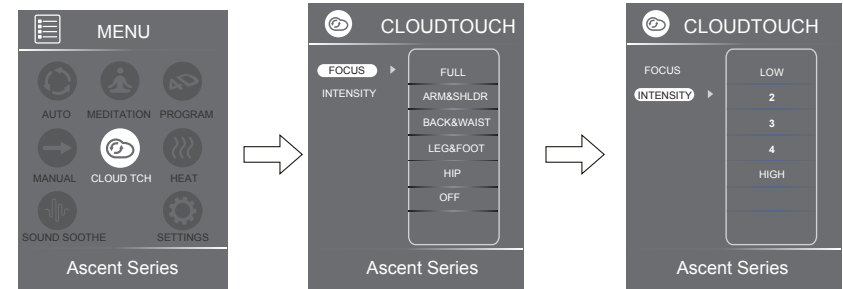 MENU
AUTO MEDITATION PROGRAM
MANUAL CLOUD TCH HEAT
SOUND SOOTHE SETTINGS
Ascent Series
CLOUDTOUCH
FOCUS
INTENSITY
FULL
ARM&SHLDR
BACK&WAIST
LEG&FOOT
HIP
OFF
Ascent Series
CLOUDTOUCH
FOCUS
INTENSITY
LOW
2
3
4
HIGH
Ascent Series